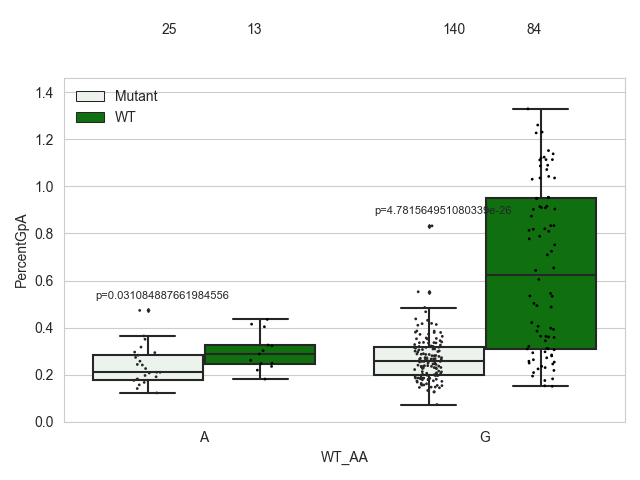 25 13 140 84
1.4
Mutant
WT
1.2
1.0
p=4.781564951080339e-26
0.8
PercentGpA
0.6
p=0.031084887661984556
0.4
0.2
0.0
A G
WT_AA